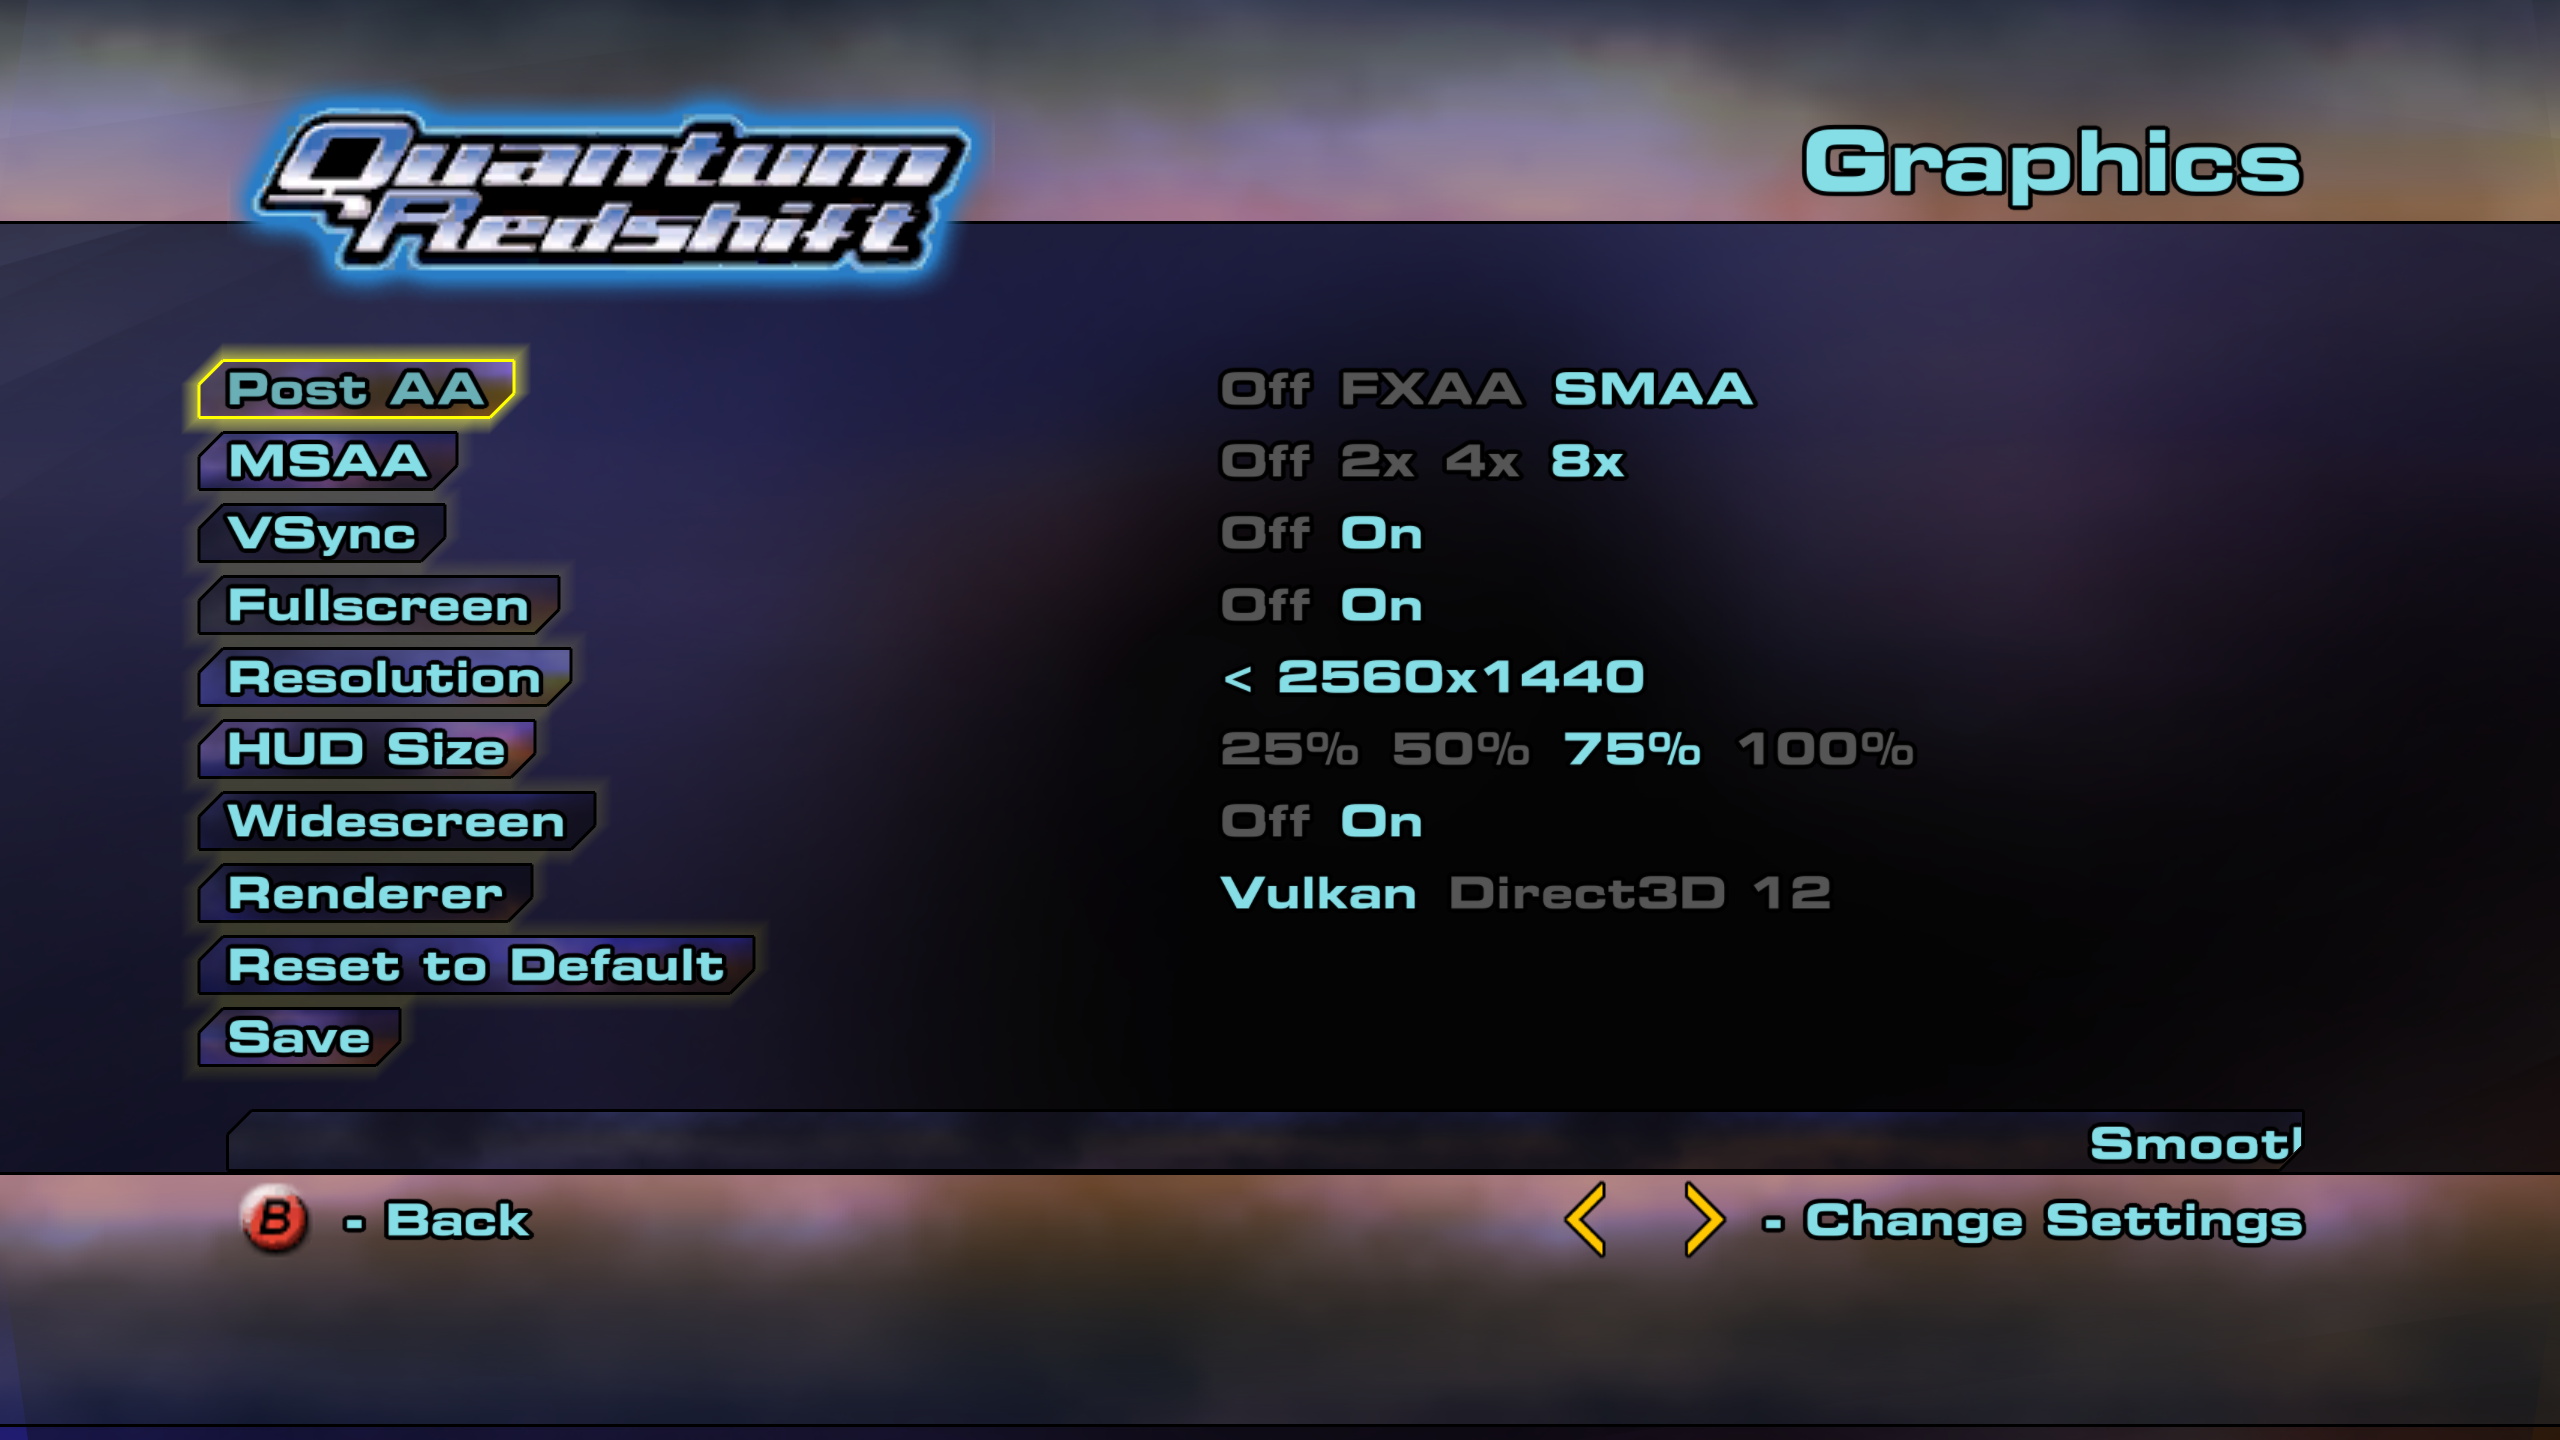 Quantum
Redshift
Graphics
Post AA Off FXAA SMAA
MSAA Off 2x 4x 8x
VSync Off On
Fullscreen Off On
Resolution < 2560x1440
HUD Size 25% 50% 75% 100%
Widescreen Off On
Renderer Vulkan Direct3D 12
Reset to Default
Save
Smoot
B - Back < > - Change Settings